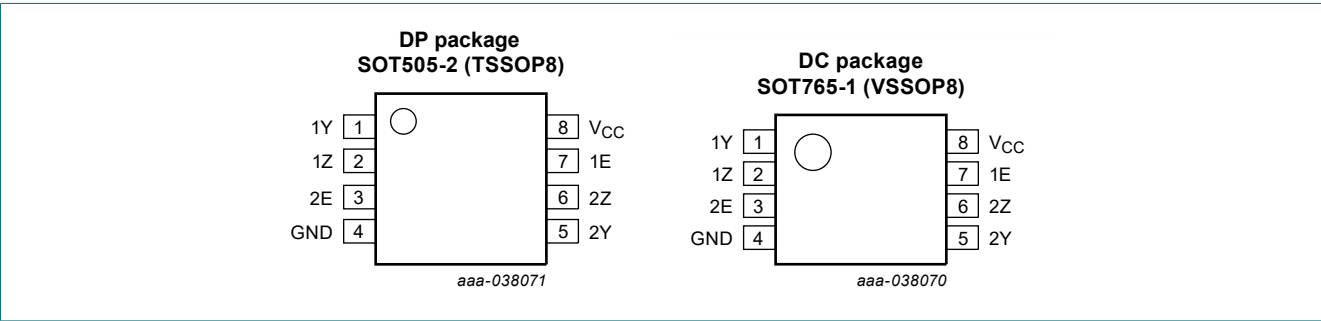 DP package
SOT505-2 (TSSOP8)
1Y 1 8 VCC
1Z 2 7 1E
2E 3 6 2Z
GND 4 5 2Y
aaa-038071
DC package
SOT765-1 (VSSOP8)
1Y 1 8 VCC
1Z 2 7 1E
2E 3 6 2Z
GND 4 5 2Y
aaa-038070